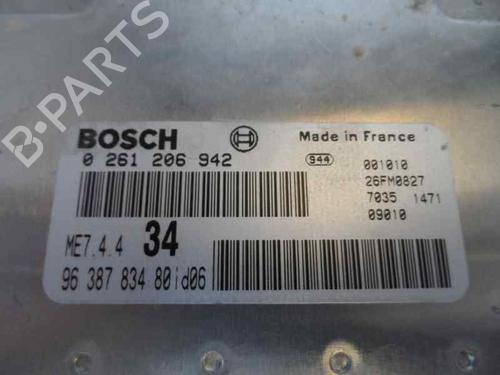 B-PARTS
BOSCH
Made in France
0 261 206 942
944 001010
26FM0827
7035 1471
09010
ME7.4.4 34
96 387 834 80 id06